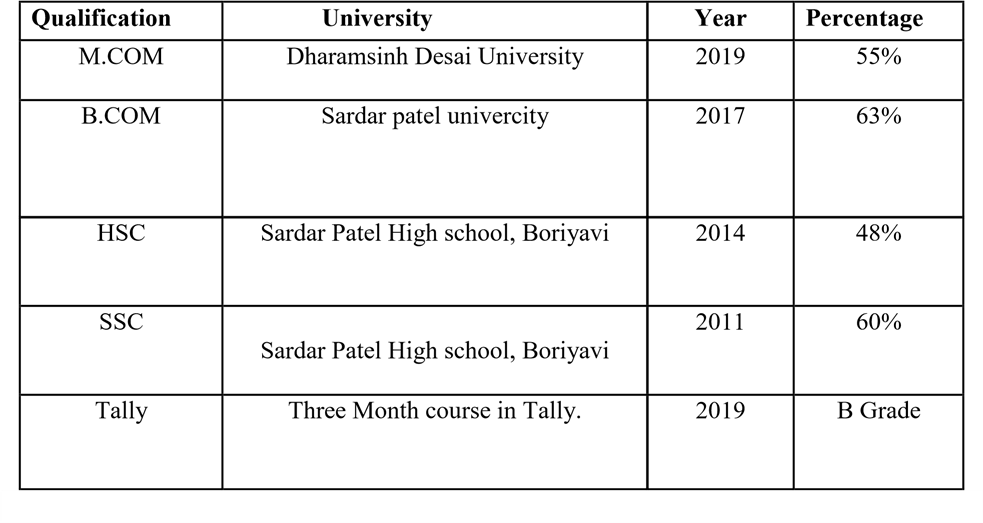 Qualification University Year Percentage
M.COM Dharamsinh Desai University 2019 55%
B.COM Sardar patel univercity 2017 63%
HSC Sardar Patel High school, Boriyavi 2014 48%
SSC 2011 60%
Sardar Patel High school, Boriyavi
Tally Three Month course in Tally. 2019 B Grade